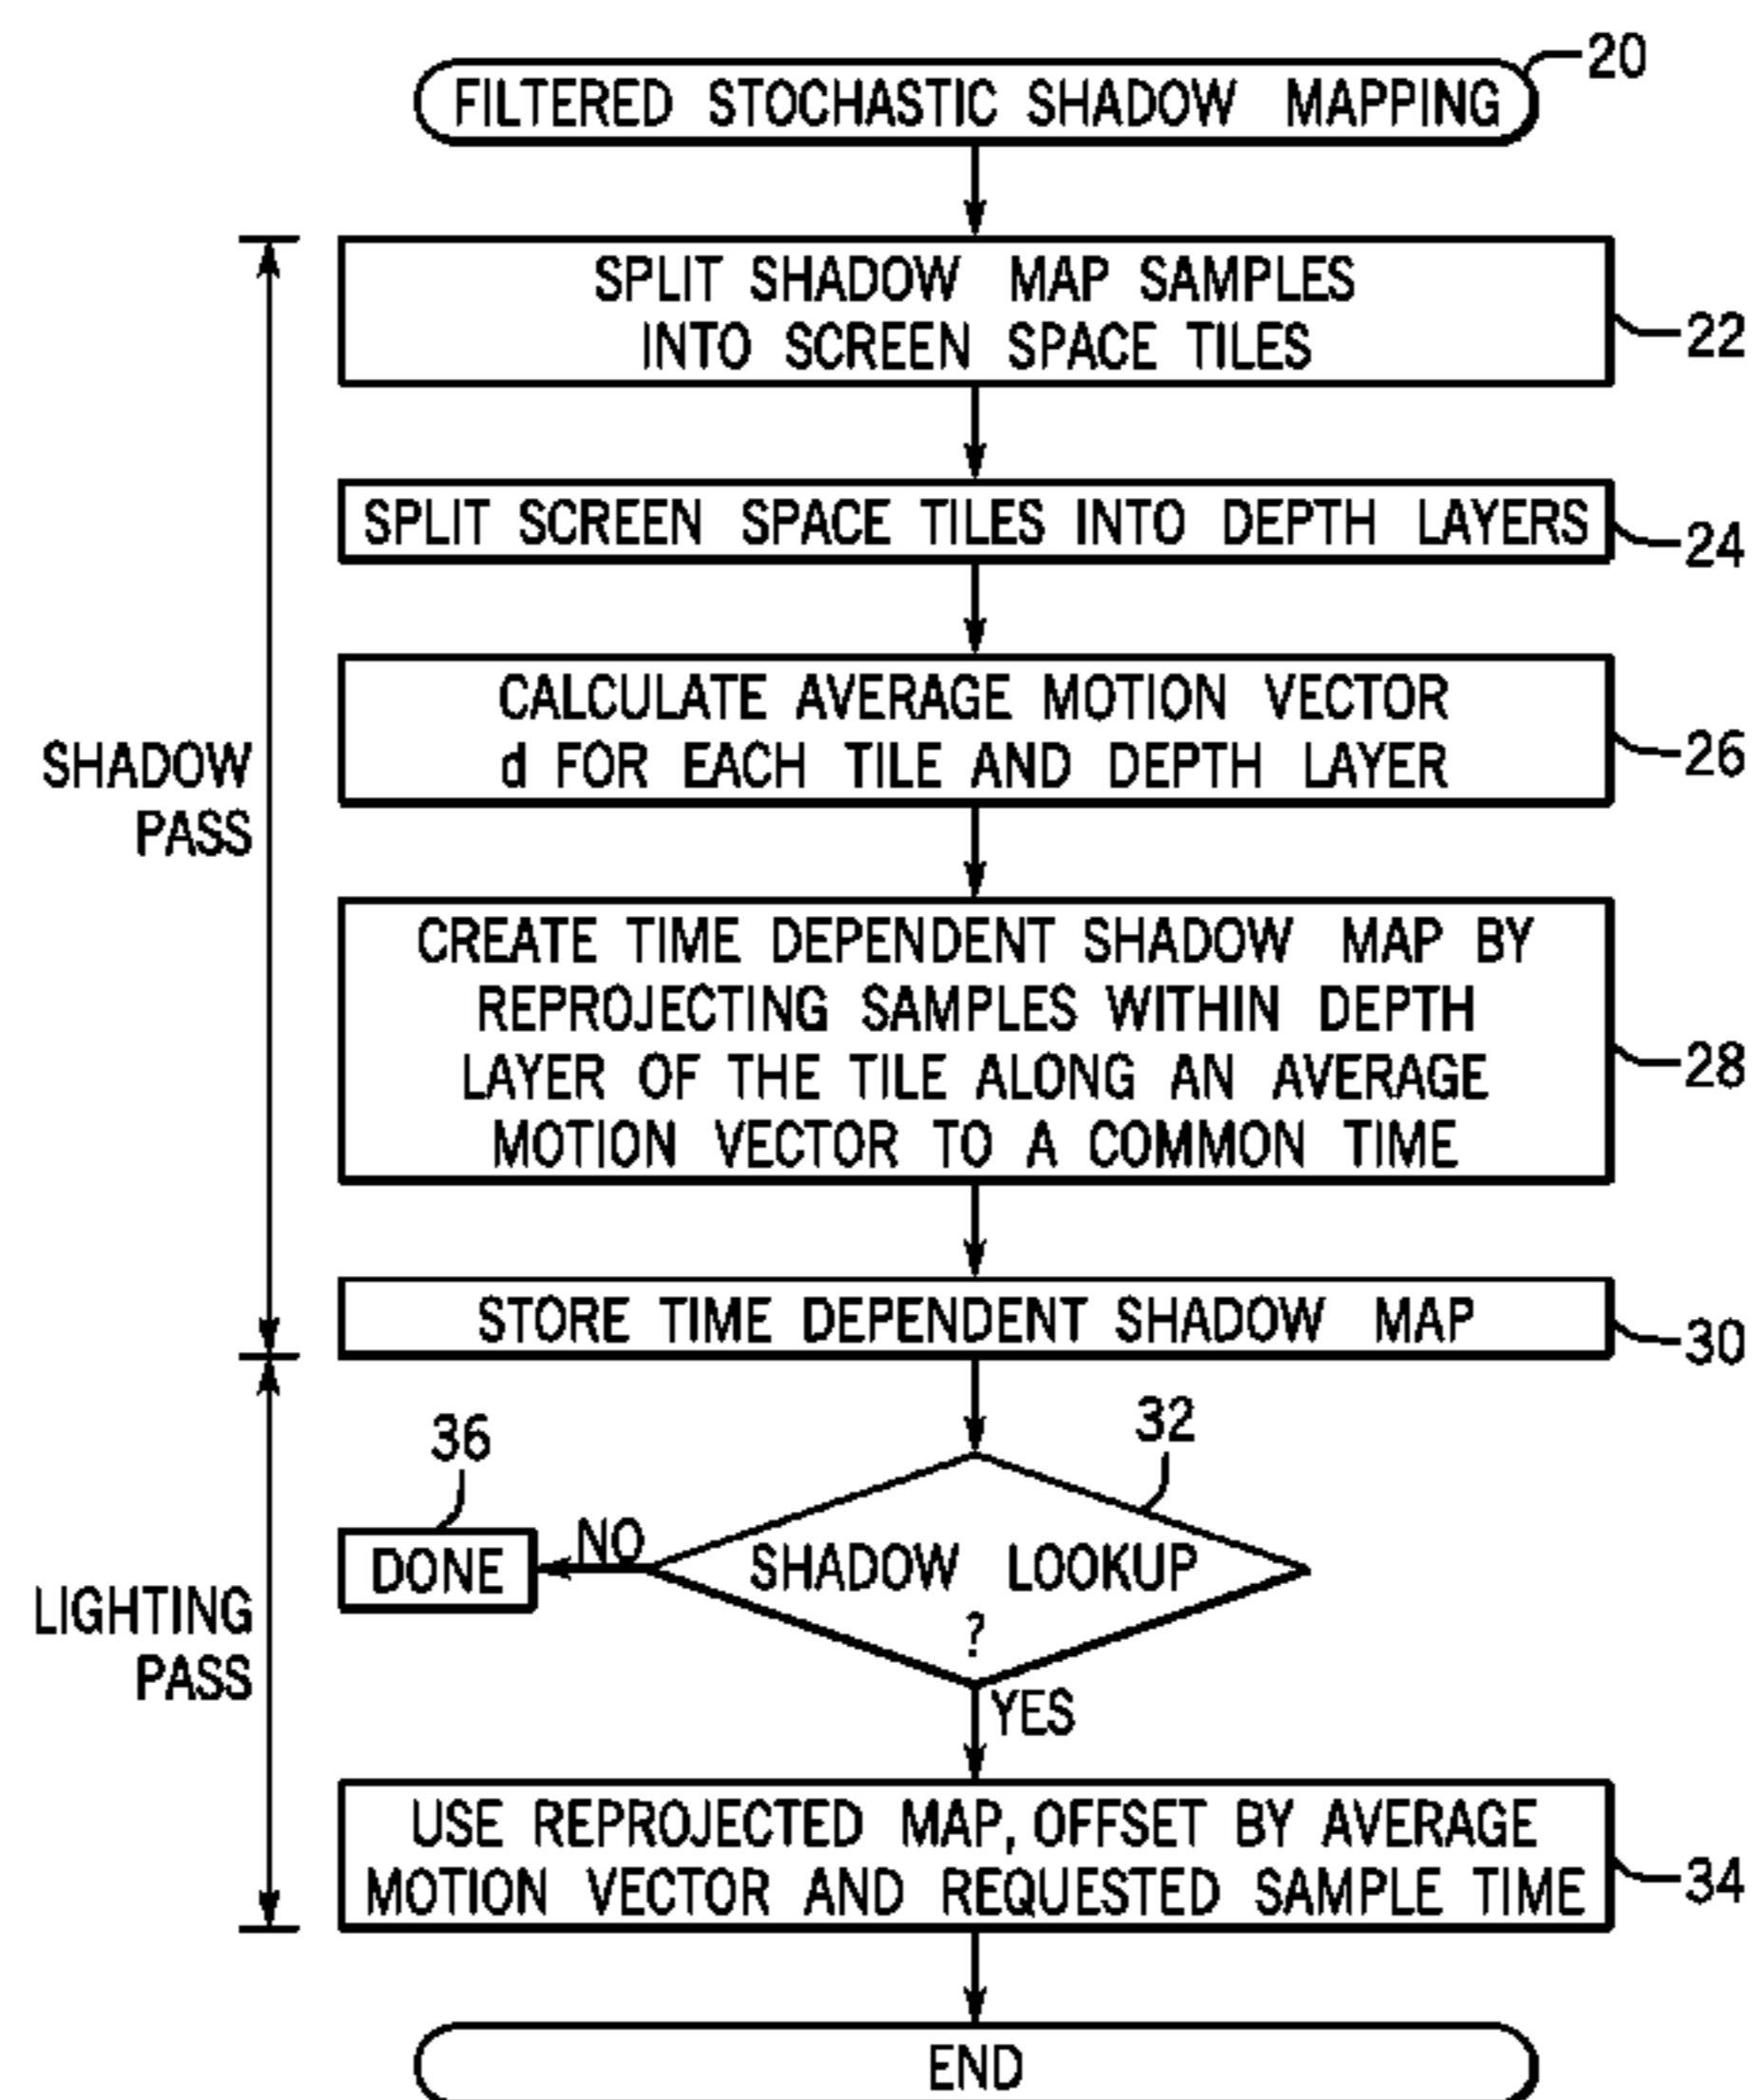 FILTERED STOCHASTIC SHADOW MAPPING
20
SPLIT SHADOW MAP SAMPLES
INTO SCREEN SPACE TILES
22
SPLIT SCREEN SPACE TILES INTO DEPTH LAYERS
24
CALCULATE AVERAGE MOTION VECTOR
d FOR EACH TILE AND DEPTH LAYER
26
SHADOW
PASS
CREATE TIME DEPENDENT SHADOW MAP BY
REPROJECTING SAMPLES WITHIN DEPTH
LAYER OF THE TILE ALONG AN AVERAGE
MOTION VECTOR TO A COMMON TIME
28
STORE TIME DEPENDENT SHADOW MAP
30
32
36
SHADOW LOOKUP
?
NO
DONE
LIGHTING
PASS
YES
USE REPROJECTED MAP, OFFSET BY AVERAGE
MOTION VECTOR AND REQUESTED SAMPLE TIME
34
END